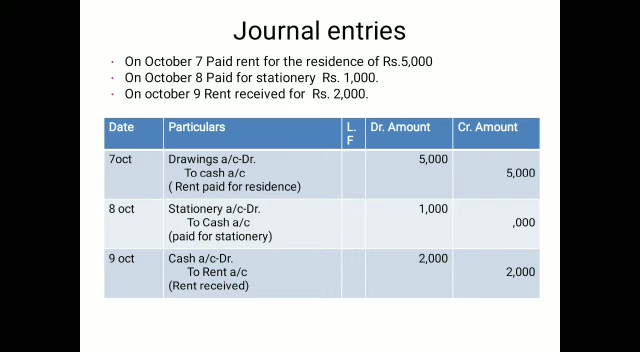 Journal entries
· On October 7 Paid rent for the residence of Rs.5,000
· On October 8 Paid for stationery Rs. 1,000.
· On october 9 Rent received for Rs. 2,000.
Date Particulars L. F Dr. Amount Cr. Amount
7oct Drawings a/c-Dr. 5,000
To cash a/c 5,000
( Rent paid for residence)
8 oct Stationery a/c-Dr. 1,000
To Cash a/c ,000
(paid for stationery)
9 oct Cash a/c-Dr. 2,000
To Rent a/c 2,000
(Rent received)